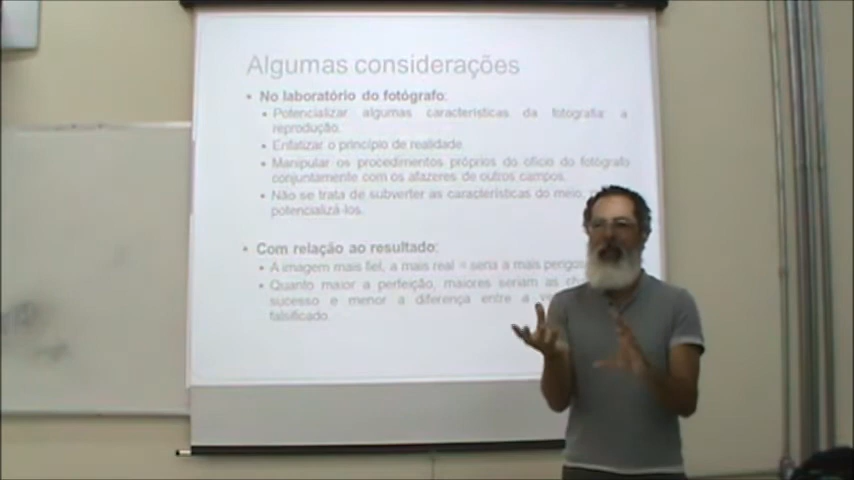 Algumas considerações
• No laboratório do fotógrafo:
• Potencializar algumas características da fotografia: a
reprodução.
• Enfatizar o princípio de realidade.
• Manipular os procedimentos próprios do ofício do fotógrafo
conjuntamente com os afazeres de outros campos.
• Não se trata de subverter as características do meio,
potencializá-los.
• Com relação ao resultado:
• A imagem mais fiel, a mais real = seria a mais
• Quanto maior a perfeição, maiores seriam as
sucesso e menor a diferença entre a
falsificado.